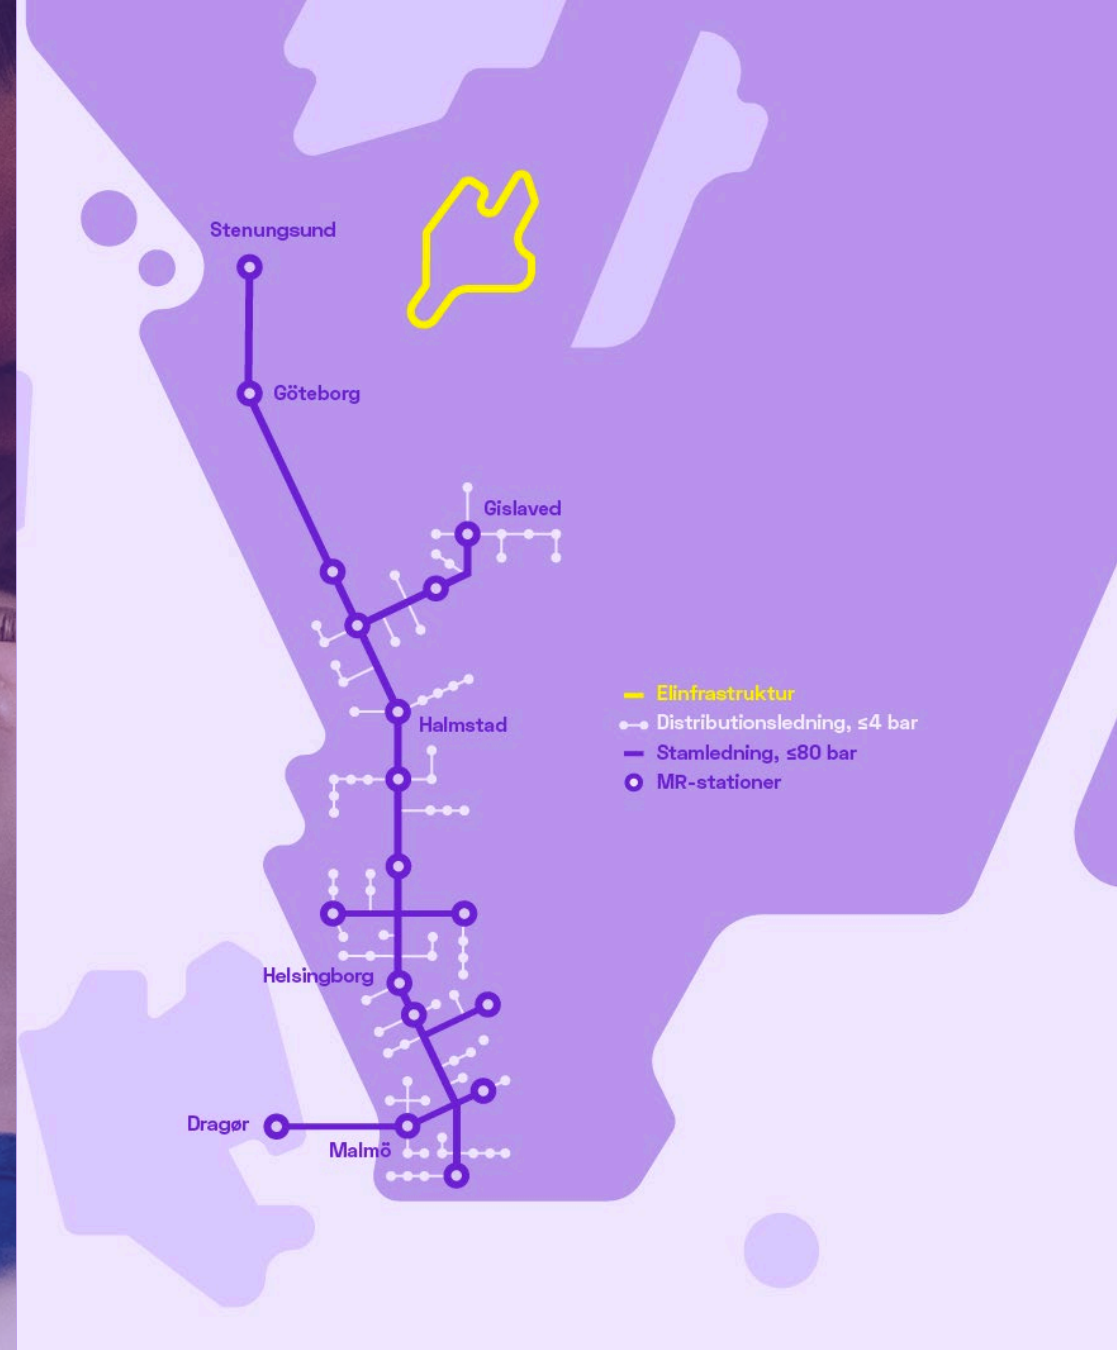 Stenungsund
Göteborg
Gislaved
Elinfrastruktur
Distributionsledning, ≤4 bar
Halmstad
Stamledning, ≤80 bar
MR-stationer
Helsingborg
Dragør
Malmö